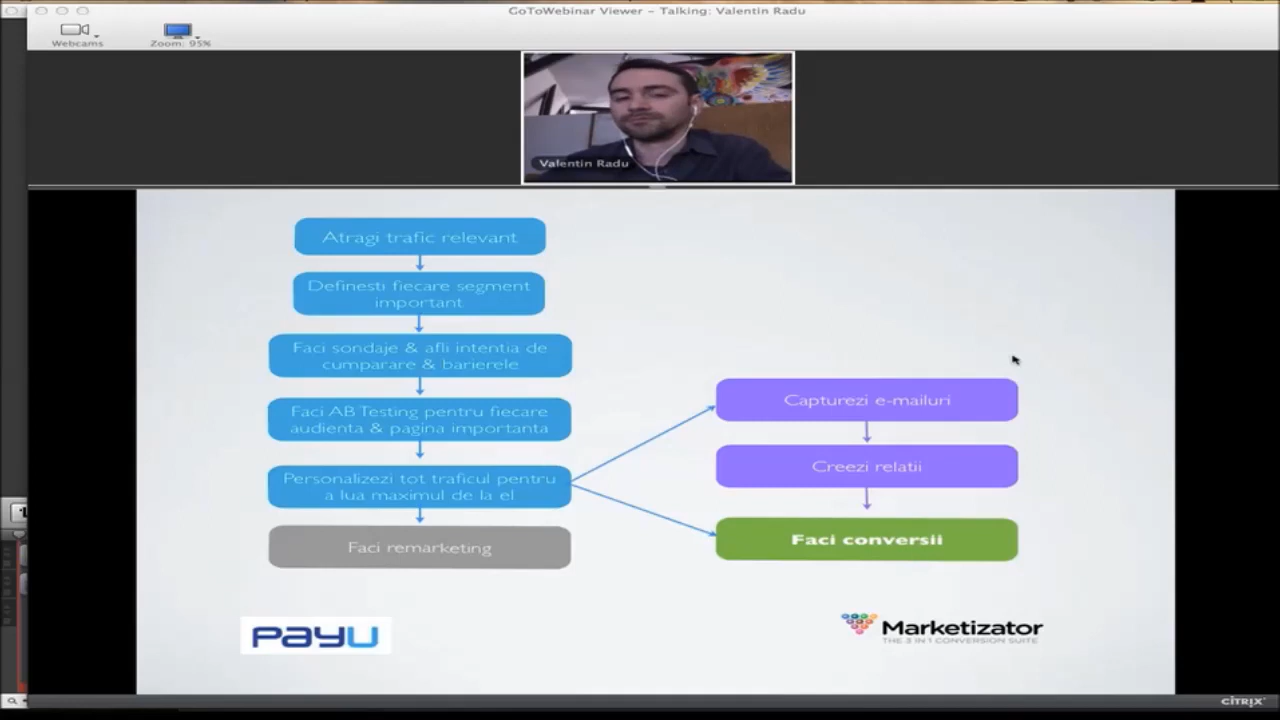 GoToWebinar Viewer – Talking: Valentin Radu
Webcams
Zoom: 95%
Valentin Radu
Atragi trafic relevant
Definesti fiecare segment
important
Faci sondaje & afli intentia de
cumparare & barierele
Faci AB Testing pentru fiecare
audienta & pagina importanta
Personalizezi tot traficul pentru
a lua maximul de la el
Faci remarketing
Capturezi e-mailuri
Creezi relatii
Faci conversii
PayU
Marketizator
THE 3 IN 1 CONVERSION SUITE
CITRIX